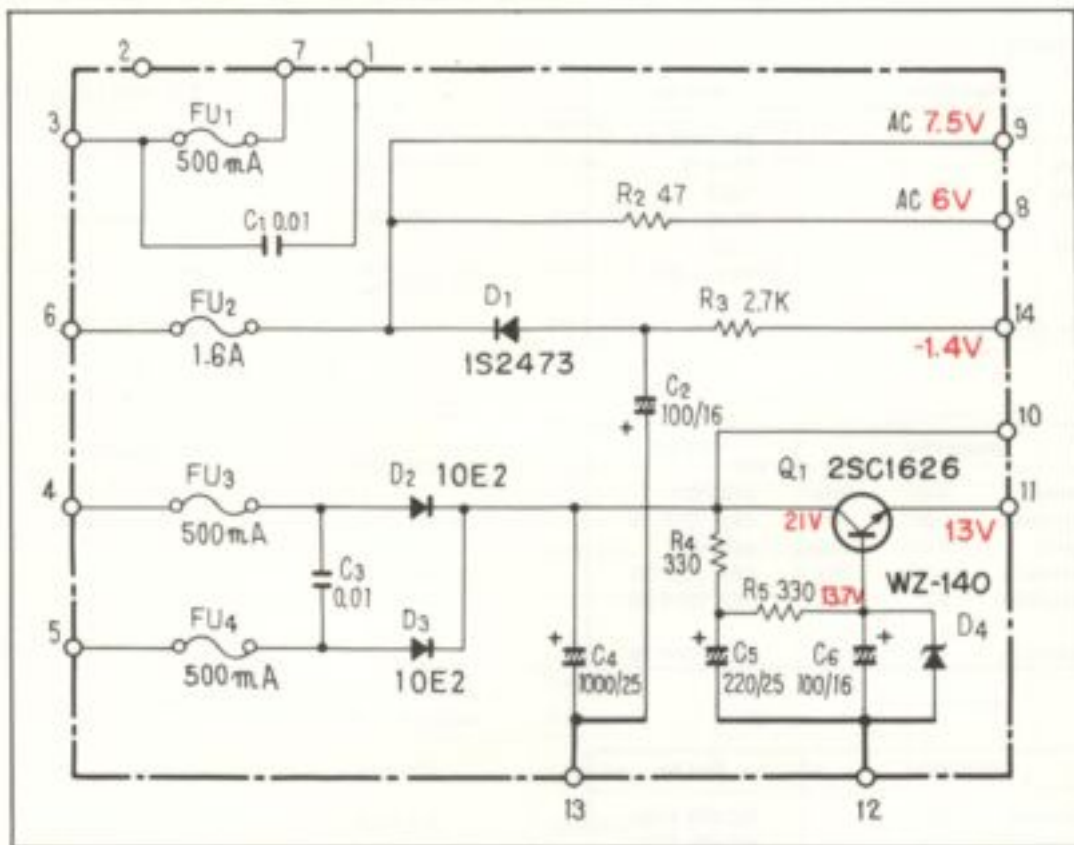 2 7 1
3 FU1 AC 7.5V 9
500mA
R2 47 AC 6V 8
C1 0.01
6 FU2 D1 R3 2.7K 14
1.6A 1S2473 -1.4V
C2
100/16
+
10
Q1 2SC1626
4 FU3 D2 10E2 11
500mA 21V 13V
R4
330
C3
0.01
WZ-140
R5 330 13.7V
D4
5 FU4 D3
500mA 10E2
+ C4
1000/25
+ C5
220/25
C6 +
100/16
13 12